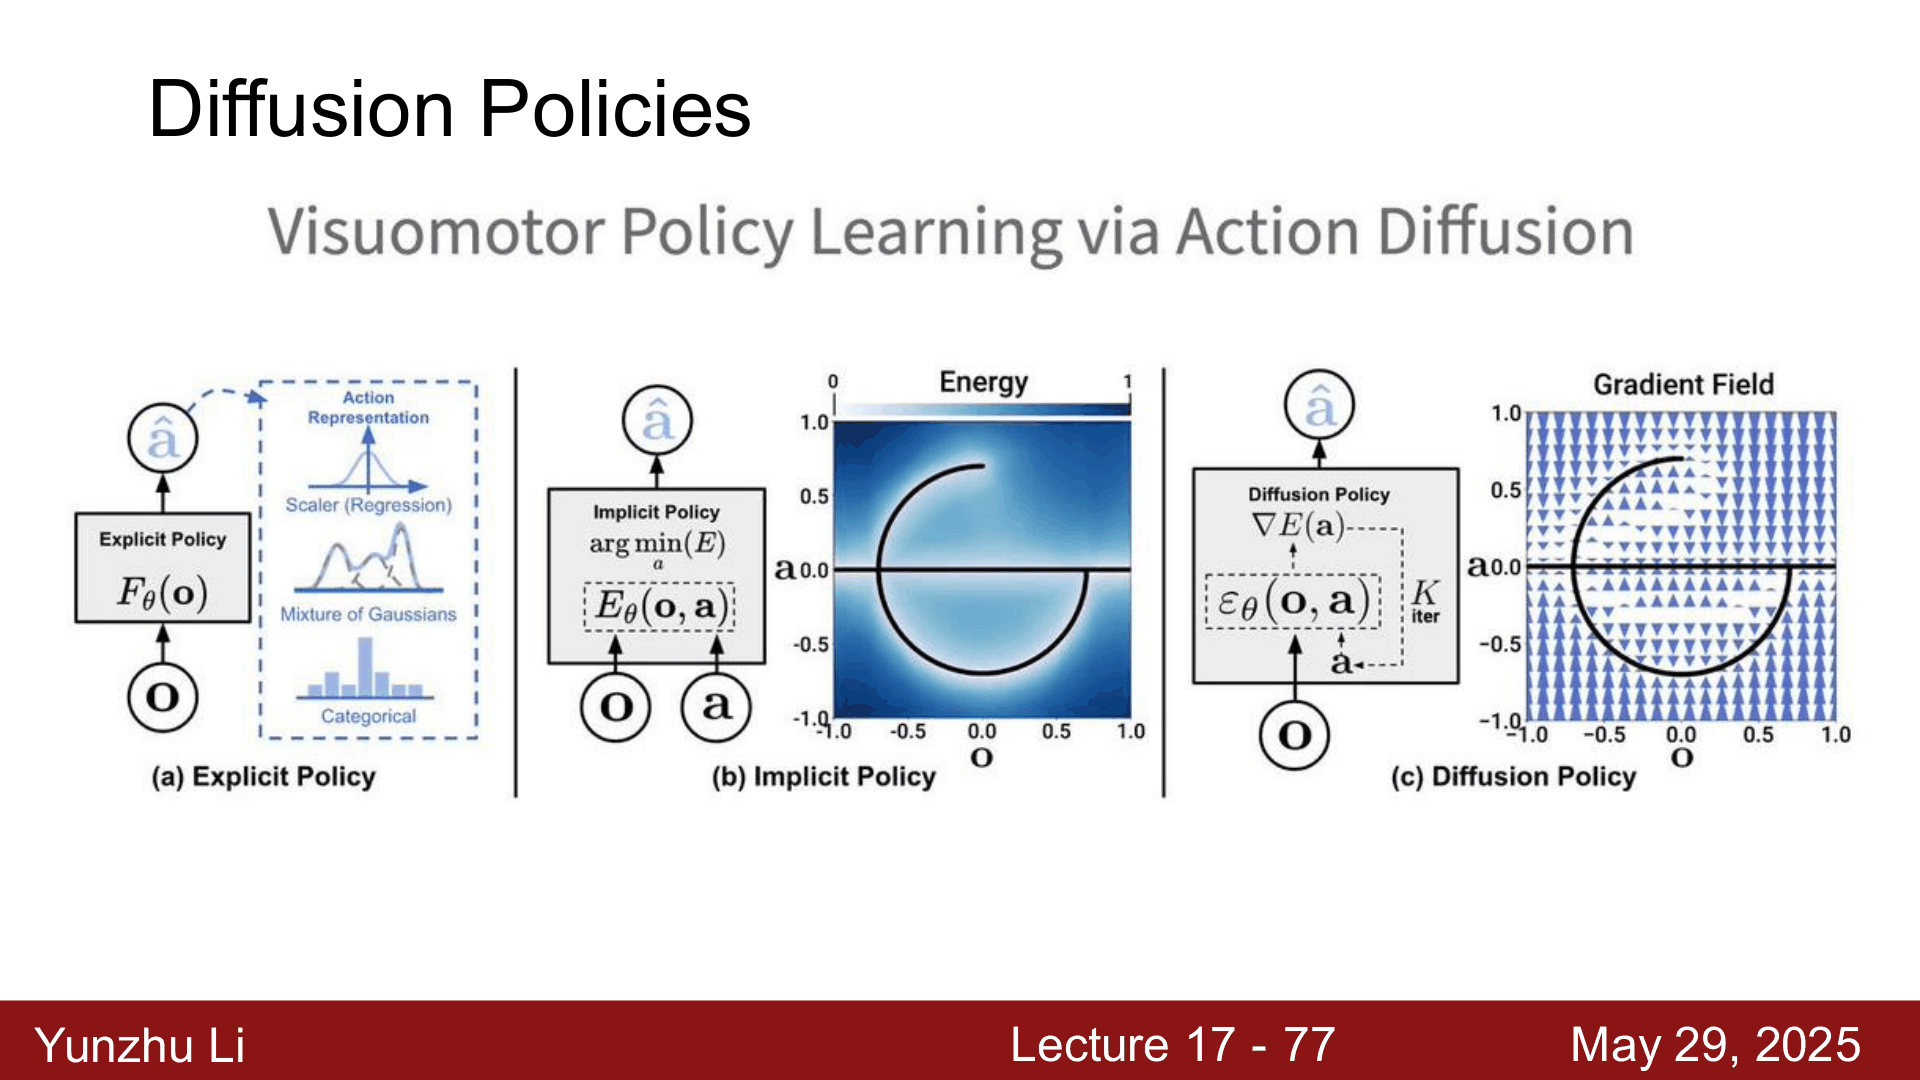 Diffusion Policies
Visuomotor Policy Learning via Action Diffusion
â
Action
Representation
Scaler (Regression)
Mixture of Gaussians
Categorical
Explicit Policy
F_θ(o)
o
(a) Explicit Policy
â
Implicit Policy
arg min(E)
a
E_θ(o, a)
o a
(b) Implicit Policy
Energy
0 1
1.0
0.5
a 0.0
-0.5
-1.0
-1.0 -0.5 0.0 0.5 1.0
o
â
Diffusion Policy
∇E(a)
ε_θ(o, a)
K
iter
a
o
(c) Diffusion Policy
Gradient Field
1.0
0.5
a 0.0
-0.5
-1.0
-1.0 -0.5 0.0 0.5 1.0
o
Yunzhu Li
Lecture 17 - 77
May 29, 2025